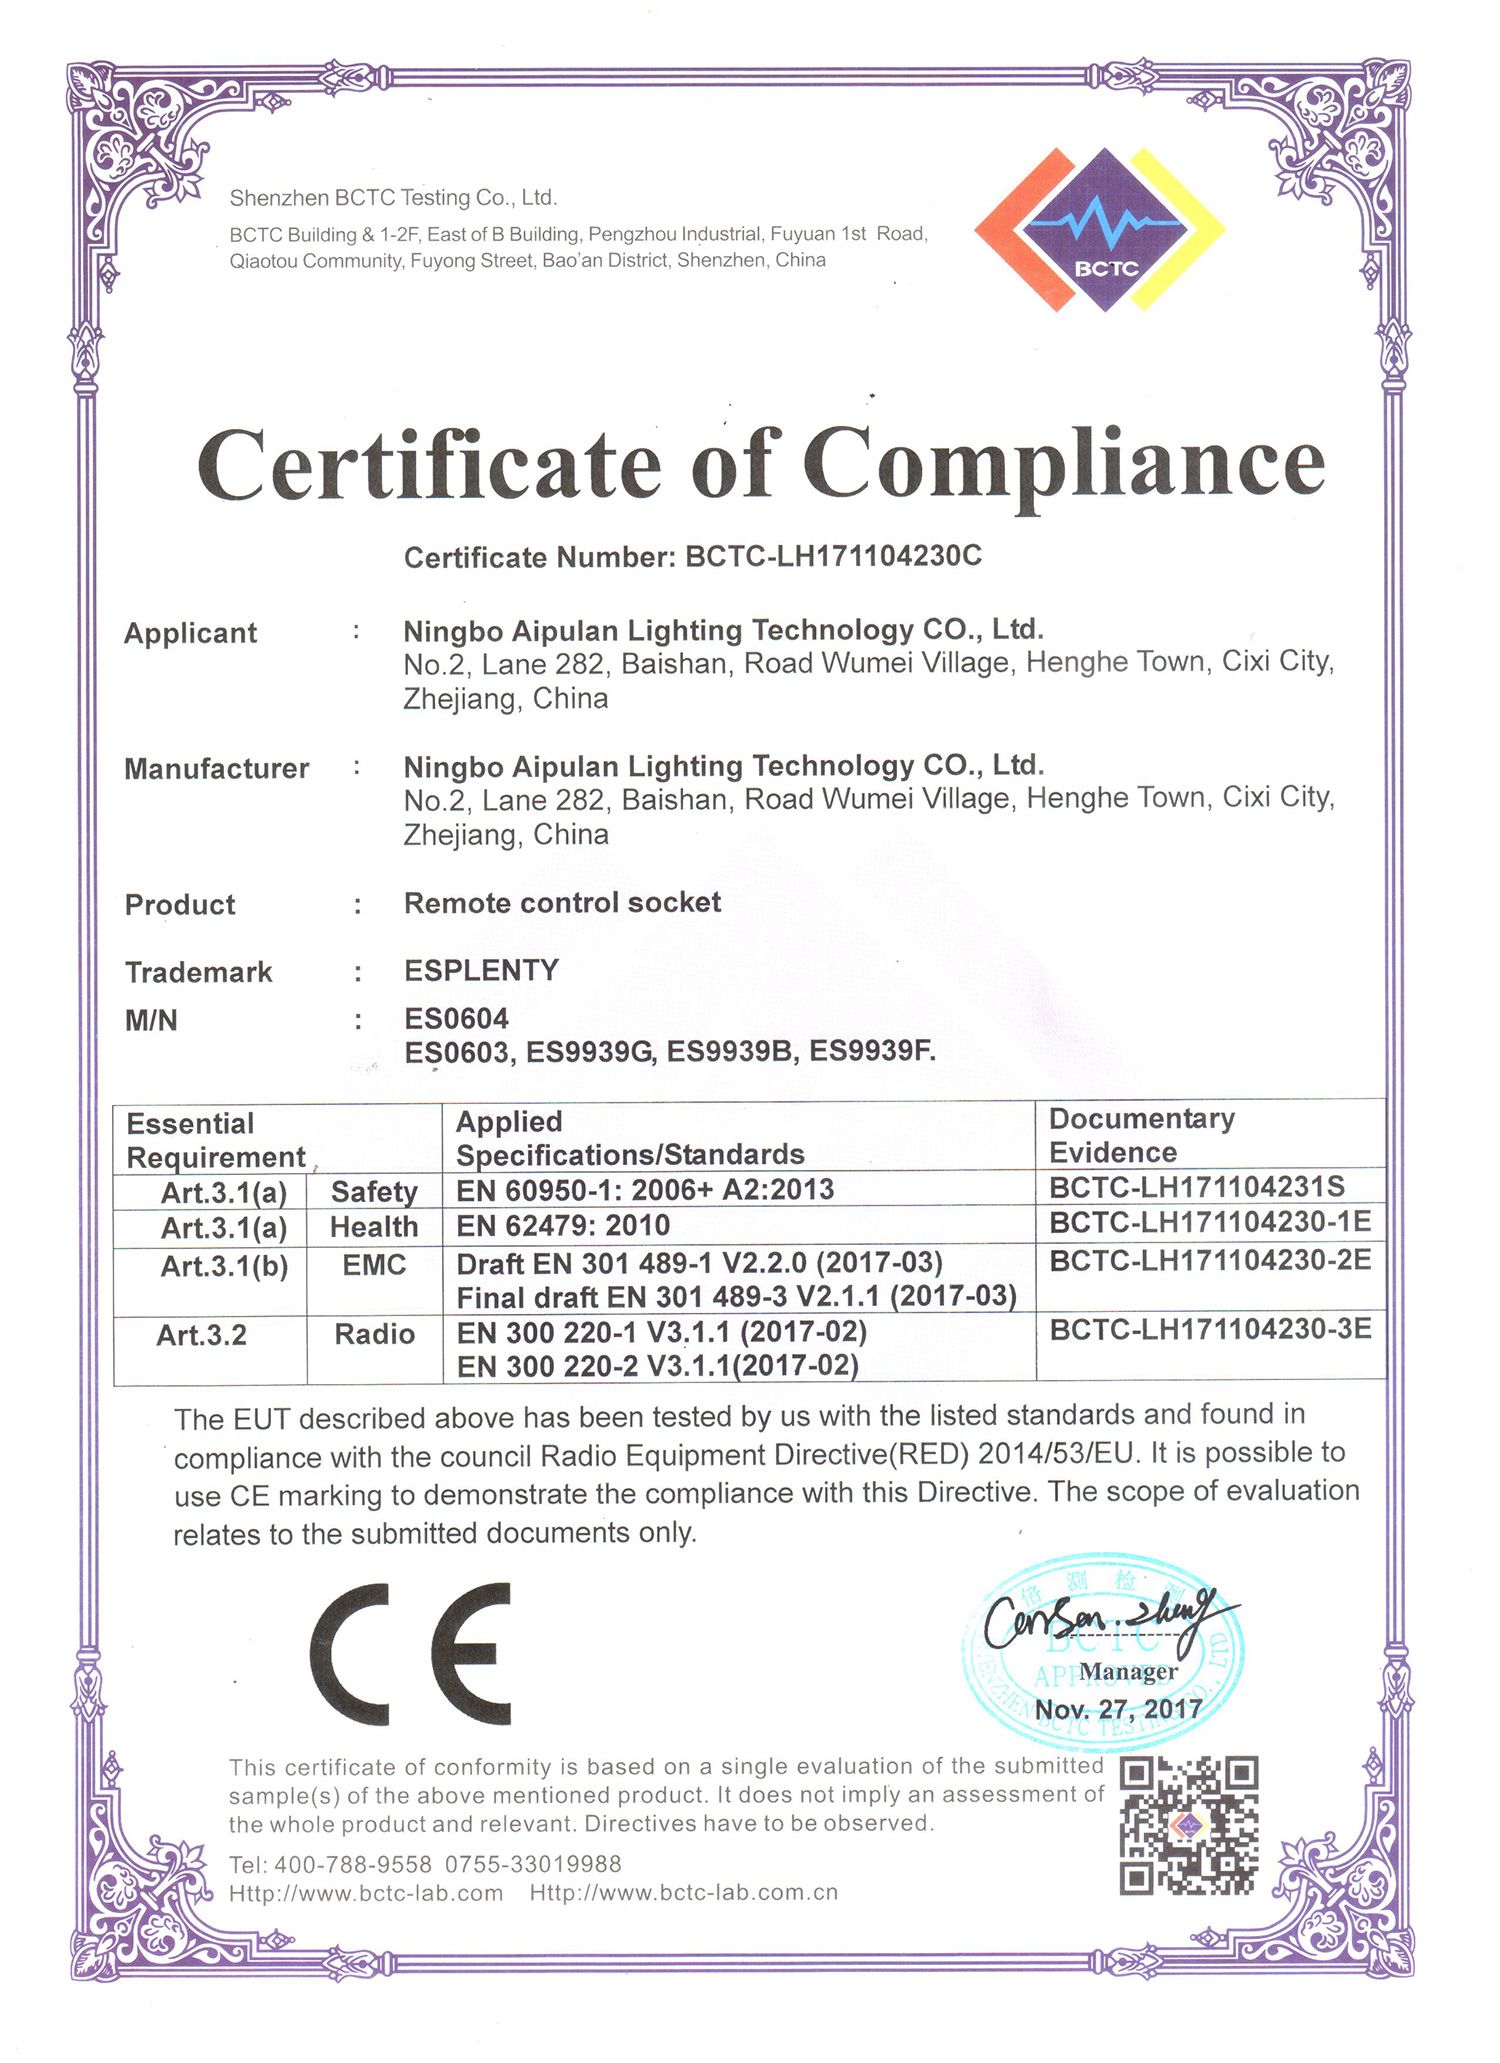 Shenzhen BCTC Testing Co., Ltd.
BCTC Building & 1-2F, East of B Building, Pengzhou Industrial, Fuyuan 1st Road,
Qiaotou Community, Fuyong Street, Bao'an District, Shenzhen, China
BCTC
Certificate of Compliance
Certificate Number: BCTC-LH171104230C
Applicant : Ningbo Aipulan Lighting Technology CO., Ltd.
No.2, Lane 282, Baishan, Road Wumei Village, Henghe Town, Cixi City,
Zhejiang, China
Manufacturer : Ningbo Aipulan Lighting Technology CO., Ltd.
No.2, Lane 282, Baishan, Road Wumei Village, Henghe Town, Cixi City,
Zhejiang, China
Product : Remote control socket
Trademark : ESPLENTY
M/N : ES0604
ES0603, ES9939G, ES9939B, ES9939F.
Essential Requirement Applied Specifications/Standards Documentary Evidence
Art.3.1(a) Safety EN 60950-1: 2006+ A2:2013 BCTC-LH171104231S
Art.3.1(a) Health EN 62479: 2010 BCTC-LH171104230-1E
Art.3.1(b) EMC Draft EN 301 489-1 V2.2.0 (2017-03) BCTC-LH171104230-2E
Final draft EN 301 489-3 V2.1.1 (2017-03)
Art.3.2 Radio EN 300 220-1 V3.1.1 (2017-02) BCTC-LH171104230-3E
EN 300 220-2 V3.1.1(2017-02)
The EUT described above has been tested by us with the listed standards and found in
compliance with the council Radio Equipment Directive(RED) 2014/53/EU. It is possible to
use CE marking to demonstrate the compliance with this Directive. The scope of evaluation
relates to the submitted documents only.
CE
倍测检测
Carson.Zheng
BCTC
APPROVED
Manager
Nov. 27, 2017
BCTC TESTING CO., LTD
This certificate of conformity is based on a single evaluation of the submitted
sample(s) of the above mentioned product. It does not imply an assessment of
the whole product and relevant. Directives have to be observed.
Tel: 400-788-9558 0755-33019988
Http://www.bctc-lab.com Http://www.bctc-lab.com.cn